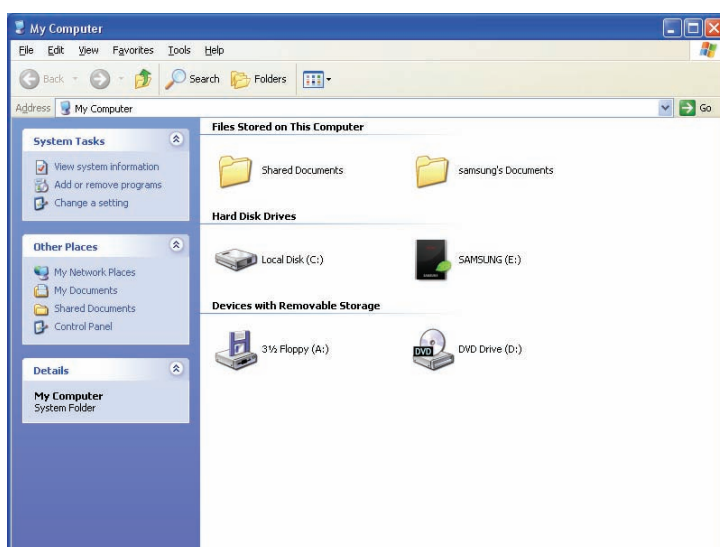 My Computer
File Edit View Favorites Tools Help
Back Search Folders
Address My Computer Go
System Tasks
View system information
Add or remove programs
Change a setting
Other Places
My Network Places
My Documents
Shared Documents
Control Panel
Details
My Computer
System Folder
Files Stored on This Computer
Shared Documents samsung's Documents
Hard Disk Drives
Local Disk (C:) SAMSUNG (E:)
SAMSUNG
Devices with Removable Storage
3½ Floppy (A:) DVD Drive (D:)
DVD